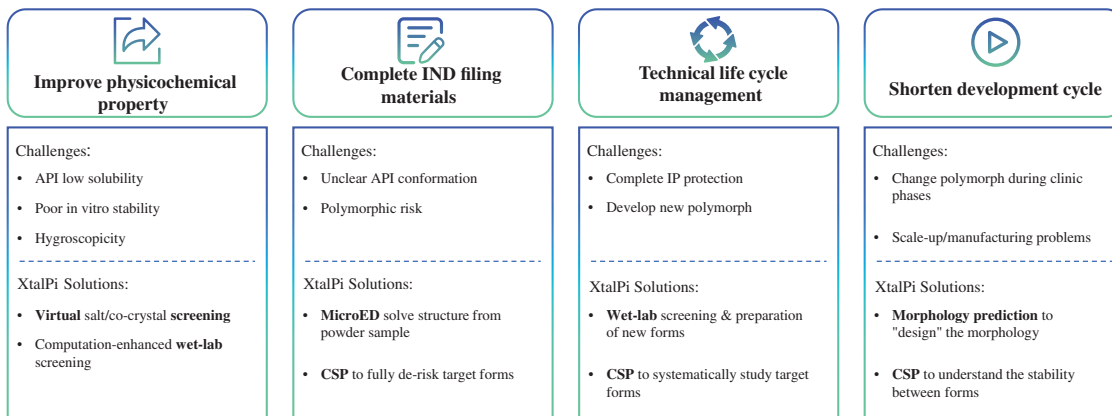 Improve physicochemical
property
Challenges:
• API low solubility
• Poor in vitro stability
• Hygroscopicity
XtalPi Solutions:
• Virtual salt/co-crystal screening
• Computation-enhanced wet-lab
screening
Complete IND filing
materials
Challenges:
• Unclear API conformation
• Polymorphic risk
XtalPi Solutions:
• MicroED solve structure from
powder sample
• CSP to fully de-risk target forms
Technical life cycle
management
Challenges:
• Complete IP protection
• Develop new polymorph
XtalPi Solutions:
• Wet-lab screening & preparation
of new forms
• CSP to systematically study target
forms
Shorten development cycle
Challenges:
• Change polymorph during clinic
phases
• Scale-up/manufacturing problems
XtalPi Solutions:
• Morphology prediction to
"design" the morphology
• CSP to understand the stability
between forms